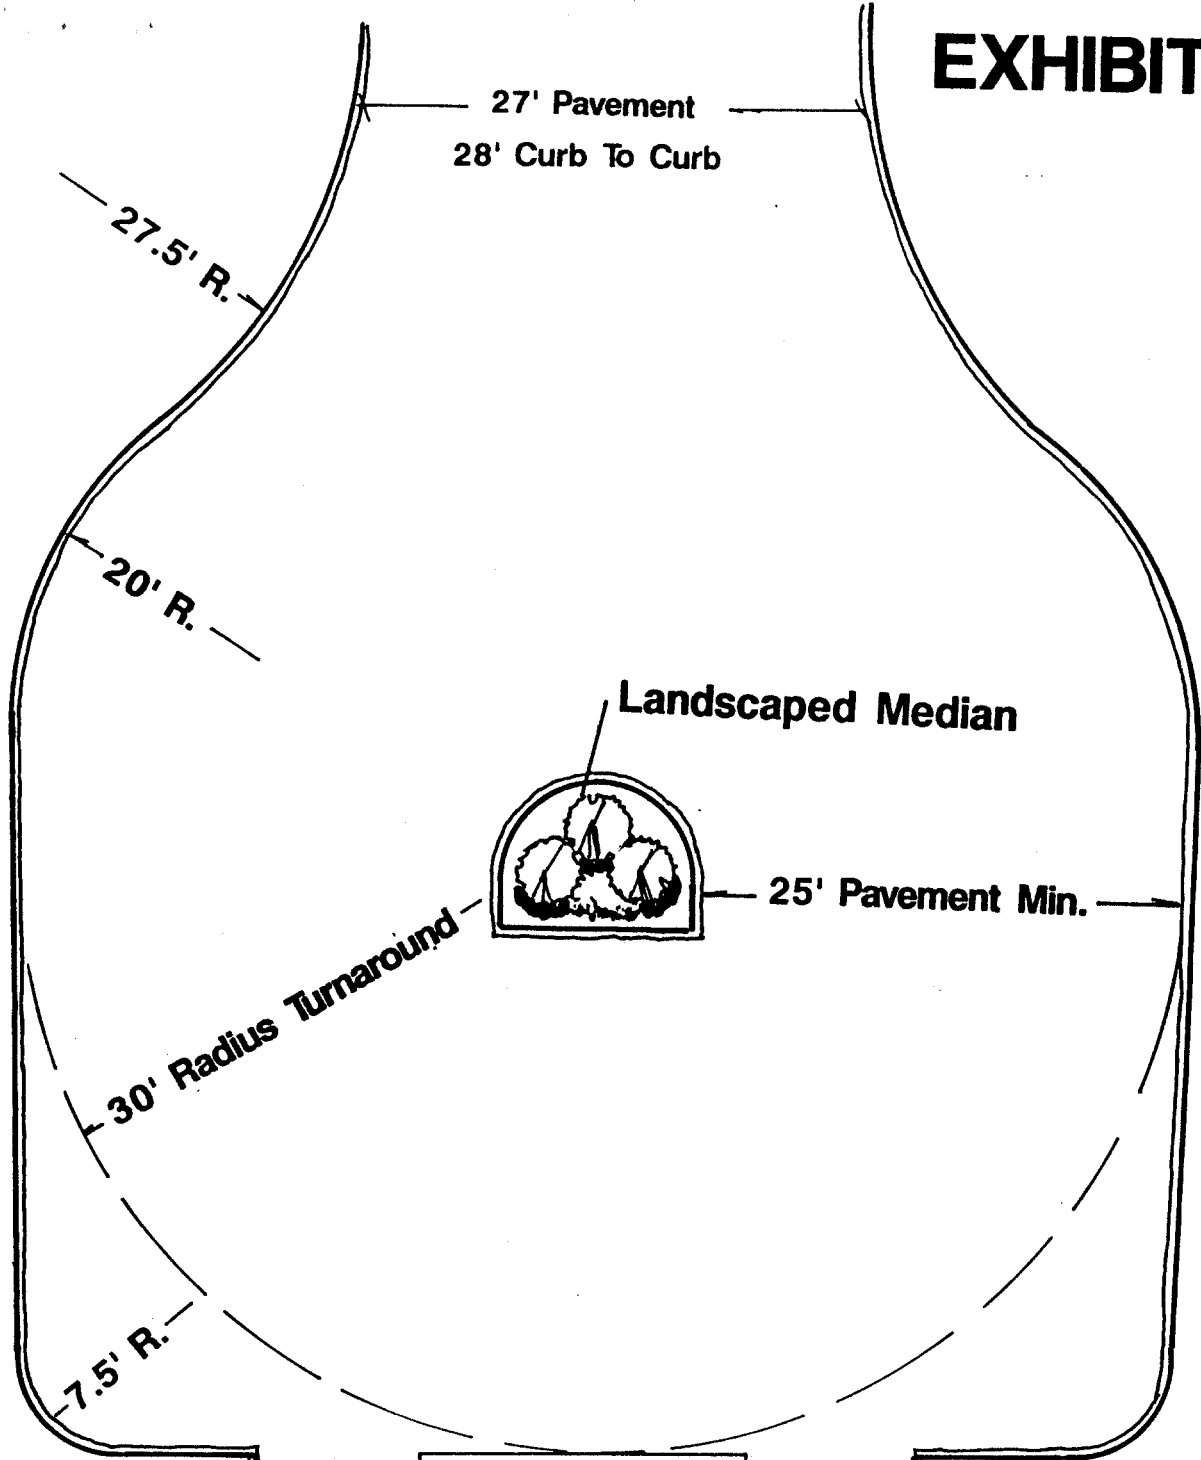 EXHIBIT
27' Pavement
28' Curb To Curb
27.5' R.
20' R.
Landscaped Median
25' Pavement Min.
30' Radius Turnaround
7.5' R.